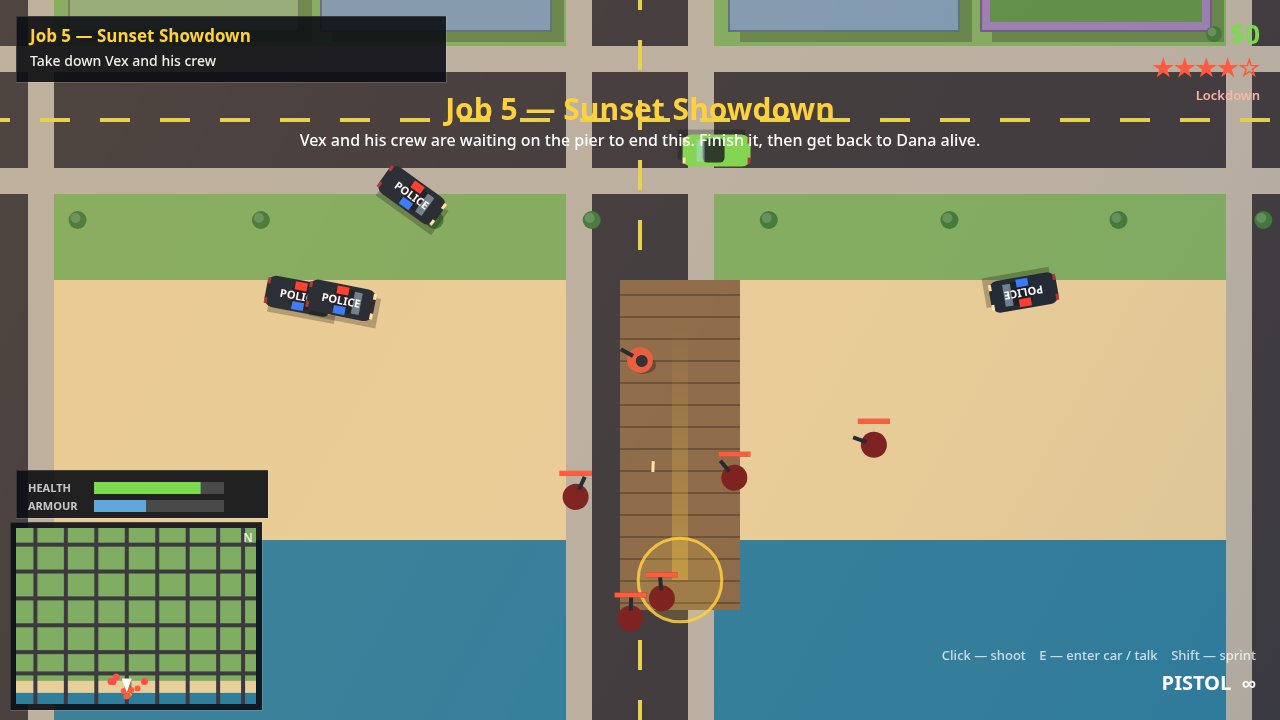 Job 5 — Sunset Showdown
Take down Vex and his crew
$0
★★★★☆
Lockdown
Job 5 — Sunset Showdown
Vex and his crew are waiting on the pier to end this. Finish it, then get back to Dana alive.
POLICE
POLI
POLICE
POLICE
HEALTH
ARMOUR
N
Click — shoot E — enter car / talk Shift — sprint
PISTOL ∞